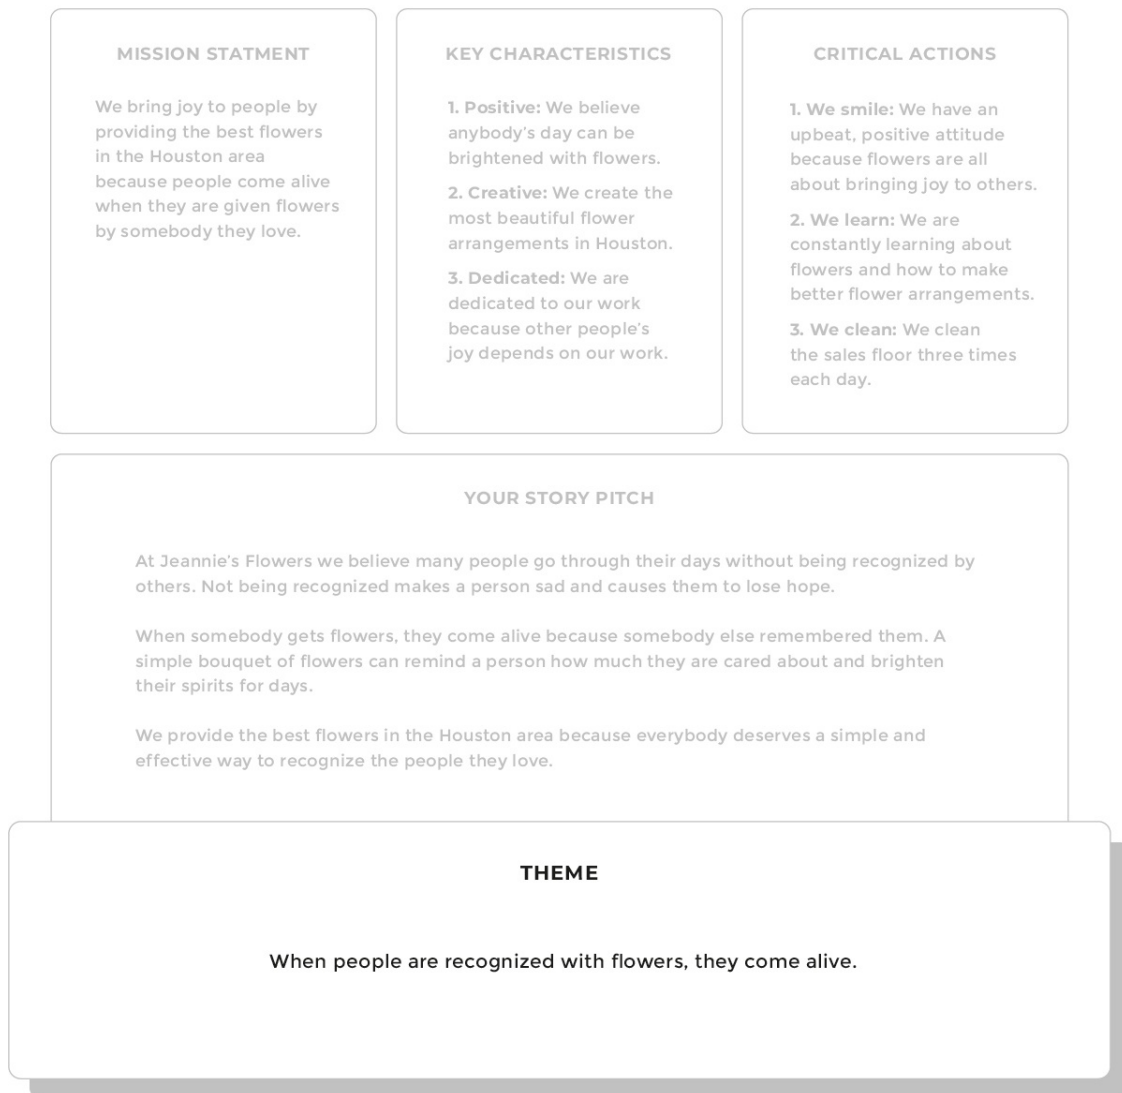 MISSION STATMENT
We bring joy to people by
providing the best flowers
in the Houston area
because people come alive
when they are given flowers
by somebody they love.
KEY CHARACTERISTICS
1. Positive: We believe
anybody's day can be
brightened with flowers.
2. Creative: We create the
most beautiful flower
arrangements in Houston.
3. Dedicated: We are
dedicated to our work
because other people's
joy depends on our work.
CRITICAL ACTIONS
1. We smile: We have an
upbeat, positive attitude
because flowers are all
about bringing joy to others.
2. We learn: We are
constantly learning about
flowers and how to make
better flower arrangements.
3. We clean: We clean
the sales floor three times
each day.
YOUR STORY PITCH
At Jeannie's Flowers we believe many people go through their days without being recognized by
others. Not being recognized makes a person sad and causes them to lose hope.
When somebody gets flowers, they come alive because somebody else remembered them. A
simple bouquet of flowers can remind a person how much they are cared about and brighten
their spirits for days.
We provide the best flowers in the Houston area because everybody deserves a simple and
effective way to recognize the people they love.
THEME
When people are recognized with flowers, they come alive.